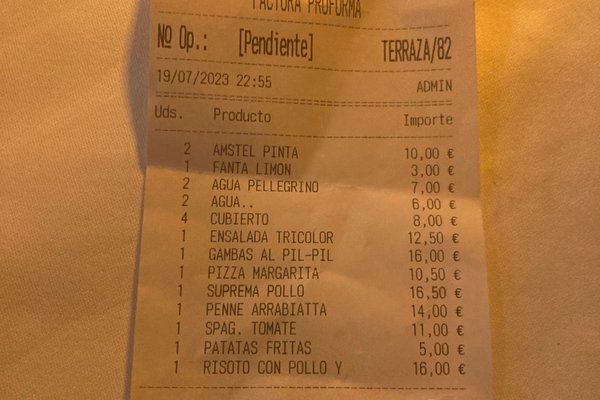 FACTURA PROFORMA
Nº Op.: [Pendiente] TERRAZA/82
19/07/2023 22:55 ADMIN
Uds. Producto Importe
2 AMSTEL PINTA 10,00 €
1 FANTA LIMON 3,00 €
2 AGUA PELLEGRINO 7,00 €
2 AGUA.. 6,00 €
4 CUBIERTO 8,00 €
1 ENSALADA TRICOLOR 12,50 €
1 GAMBAS AL PIL-PIL 16,00 €
1 PIZZA MARGARITA 10,50 €
1 SUPREMA POLLO 16,50 €
1 PENNE ARRABIATTA 14,00 €
1 SPAG. TOMATE 11,00 €
1 PATATAS FRITAS 5,00 €
1 RISOTO CON POLLO Y 16,00 €